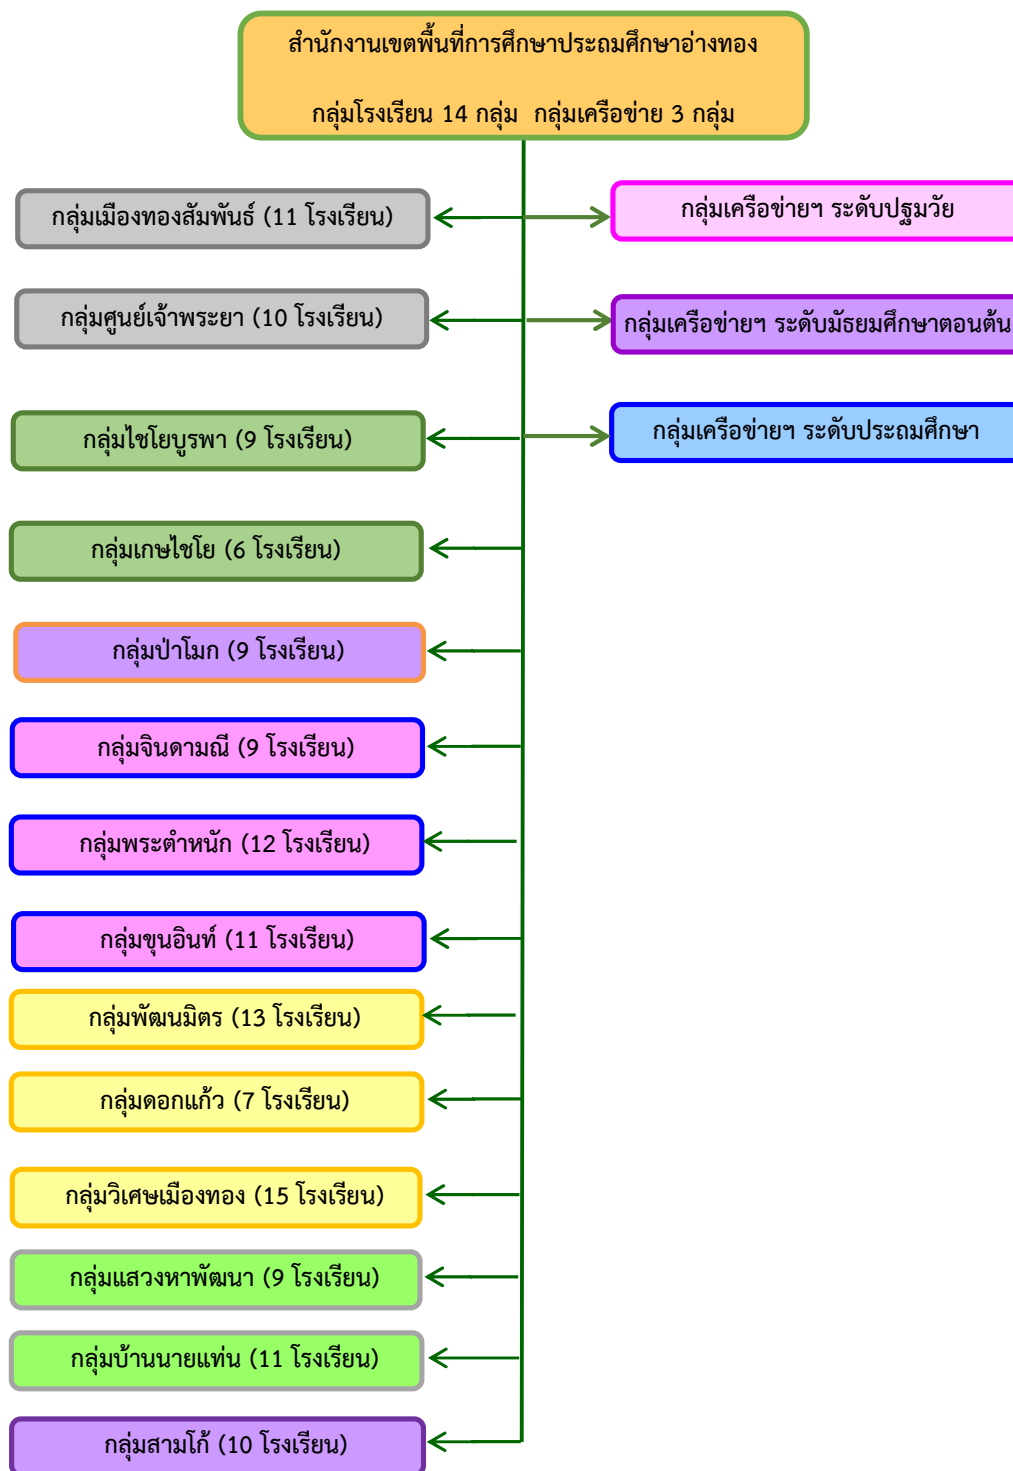 สำนักงานเขตพื้นที่การศึกษาประถมศึกษาอ่างทอง
กลุ่มโรงเรียน 14 กลุ่ม กลุ่มเครือข่าย 3 กลุ่ม
กลุ่มเมืองทองสัมพันธ์ (11 โรงเรียน)
กลุ่มเครือข่ายฯ ระดับปฐมวัย
กลุ่มศูนย์เจ้าพระยา (10 โรงเรียน)
กลุ่มเครือข่ายฯ ระดับมัธยมศึกษาตอนต้น
กลุ่มไชโยบูรพา (9 โรงเรียน)
กลุ่มเครือข่ายฯ ระดับประถมศึกษา
กลุ่มเกษไชโย (6 โรงเรียน)
กลุ่มป่าโมก (9 โรงเรียน)
กลุ่มจินดามณี (9 โรงเรียน)
กลุ่มพระตำหนัก (12 โรงเรียน)
กลุ่มขุนอินท์ (11 โรงเรียน)
กลุ่มพัฒนมิตร (13 โรงเรียน)
กลุ่มดอกแก้ว (7 โรงเรียน)
กลุ่มวิเศษเมืองทอง (15 โรงเรียน)
กลุ่มแสวงหาพัฒนา (9 โรงเรียน)
กลุ่มบ้านนายแท่น (11 โรงเรียน)
กลุ่มสามโก้ (10 โรงเรียน)